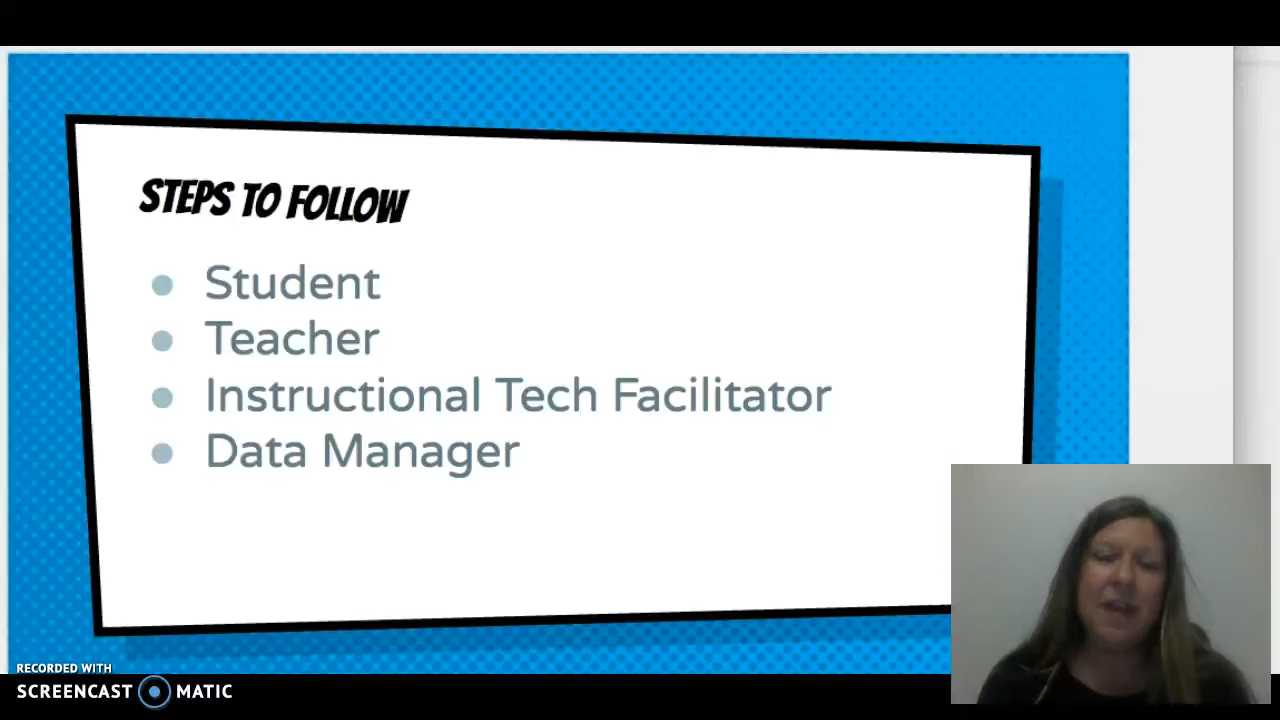 STEPS TO FOLLOW
Student
Teacher
Instructional Tech Facilitator
Data Manager
RECORDED WITH
SCREENCAST MATIC